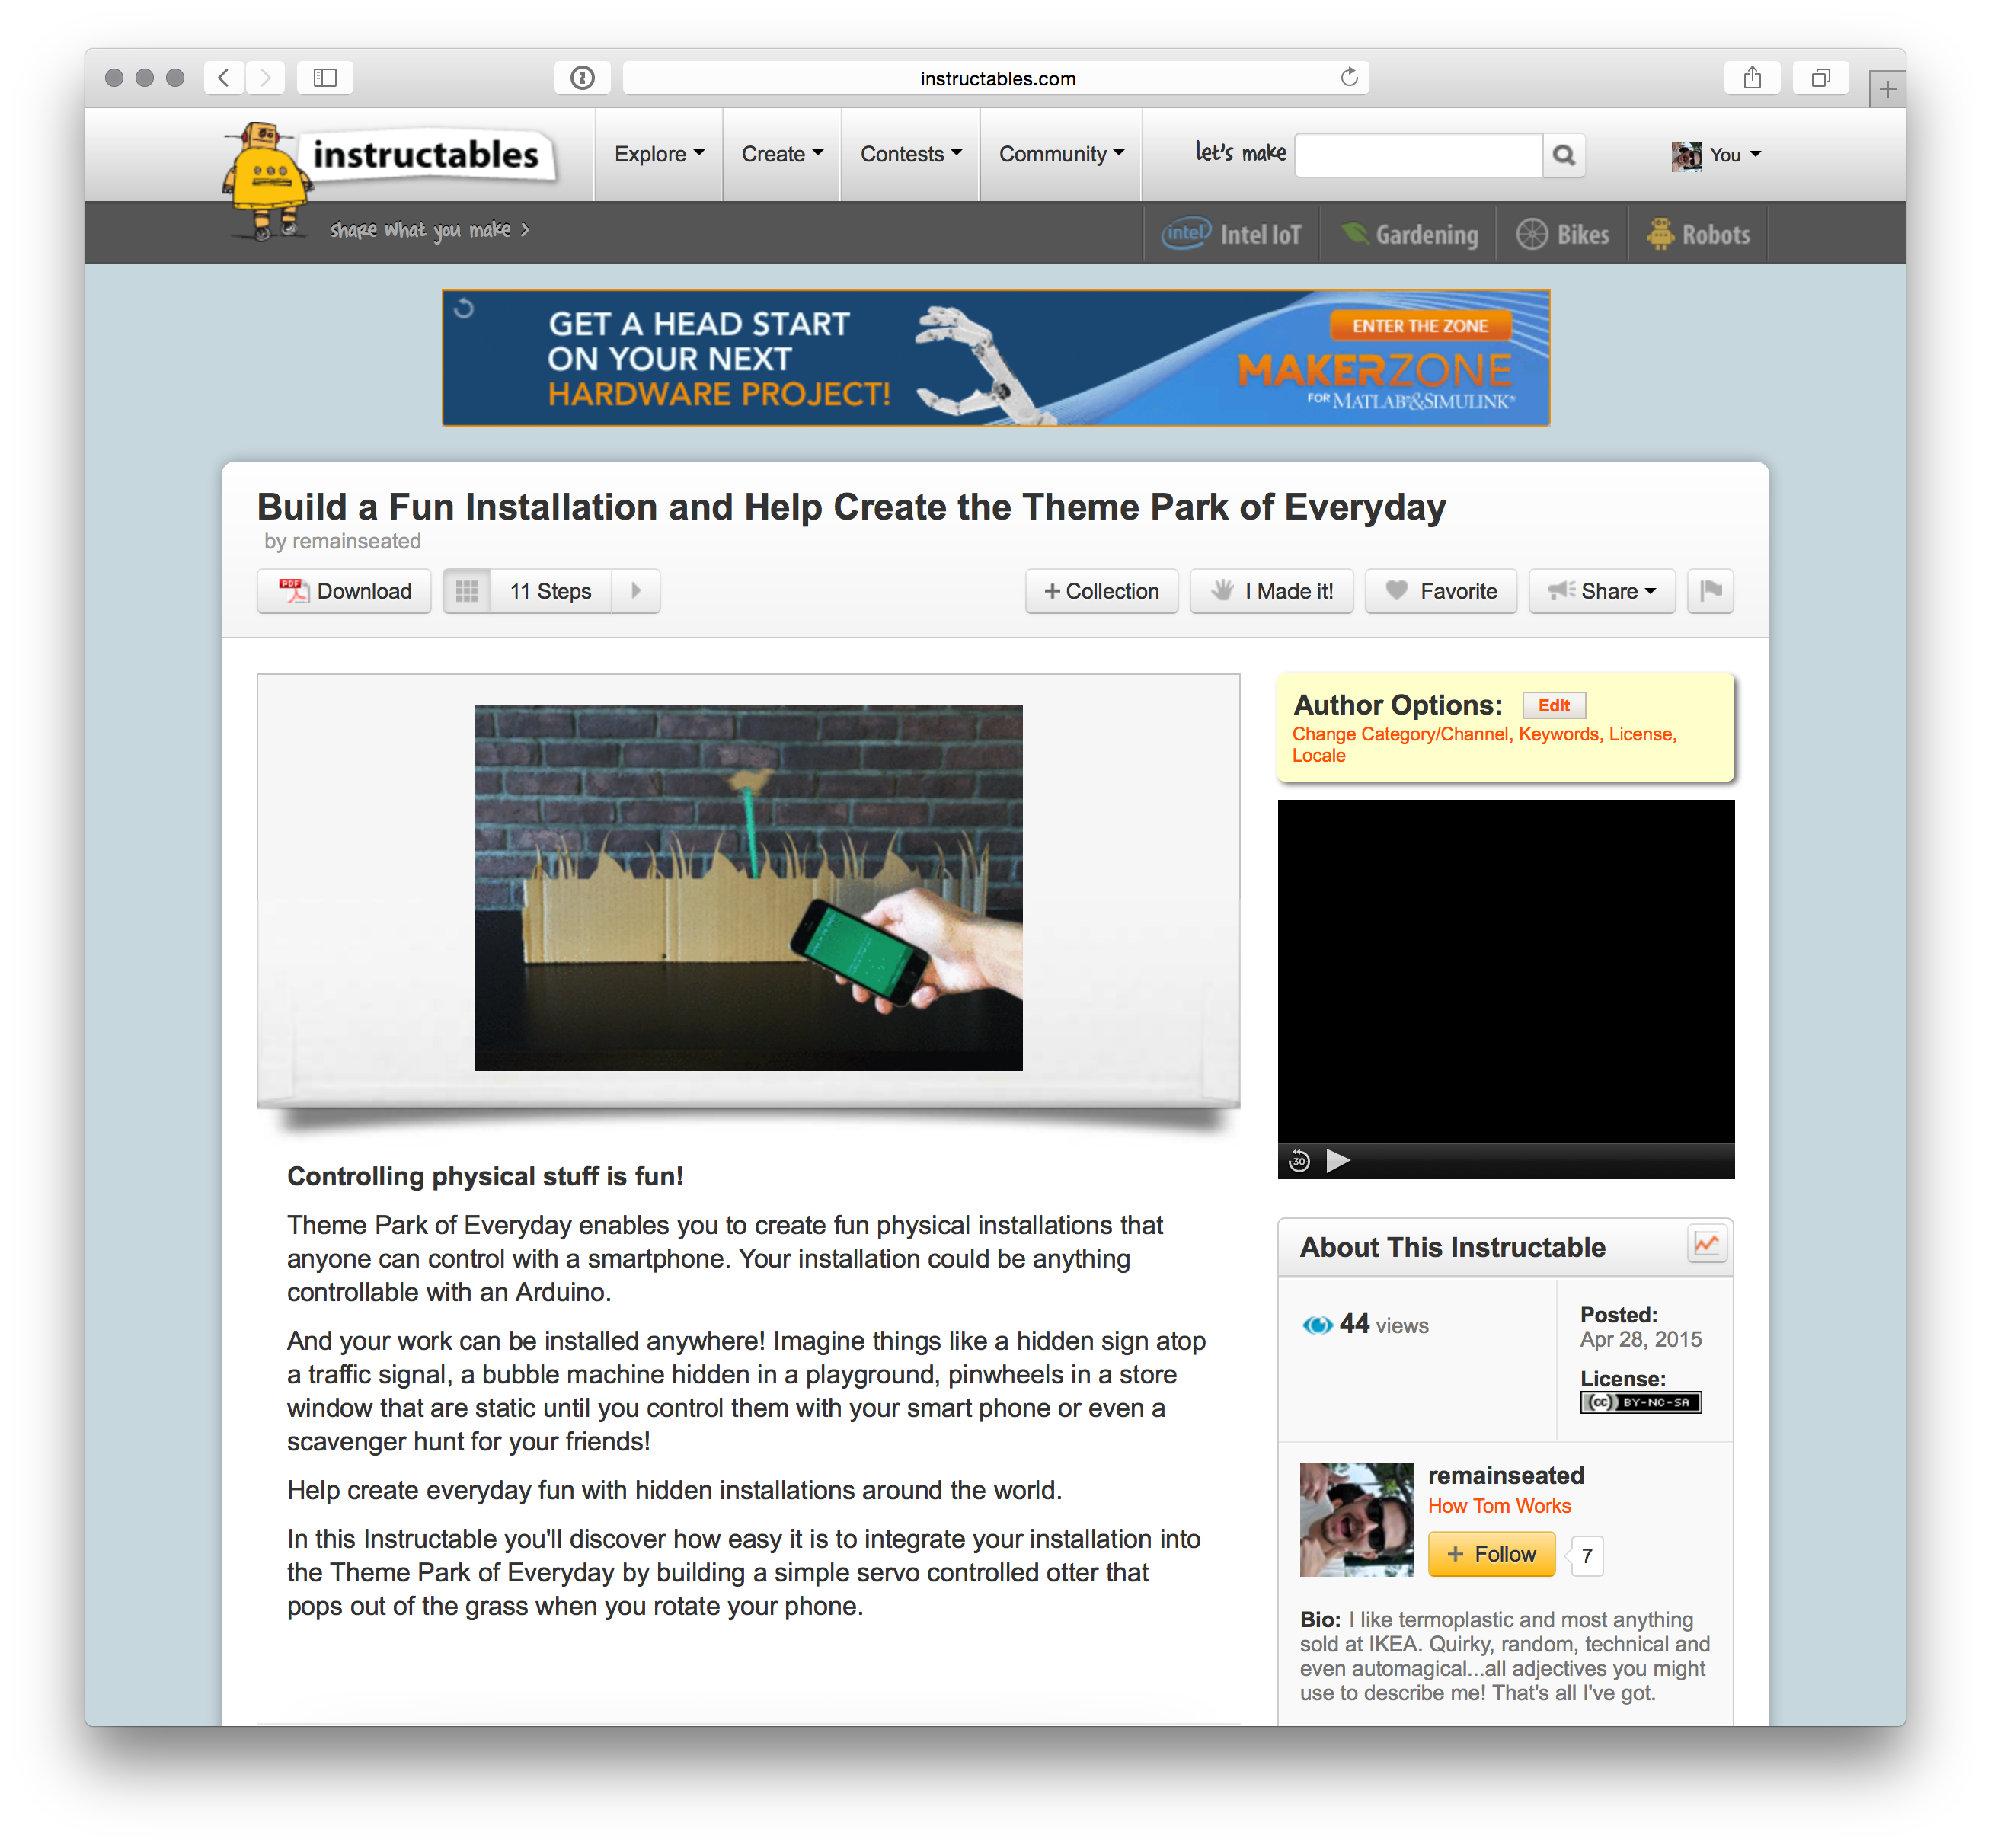 instructables.com
instructables
Explore
Create
Contests
Community
let's make
You
share what you make >
intel Intel IoT
Gardening
Bikes
Robots
GET A HEAD START
ON YOUR NEXT
HARDWARE PROJECT!
ENTER THE ZONE
MAKERZONE
FOR MATLAB & SIMULINK®
Build a Fun Installation and Help Create the Theme Park of Everyday
by remainseated
PDF Download
11 Steps
+ Collection
I Made it!
Favorite
Share
Author Options:
Edit
Change Category/Channel, Keywords, License,
Locale
30
Controlling physical stuff is fun!
Theme Park of Everyday enables you to create fun physical installations that
anyone can control with a smartphone. Your installation could be anything
controllable with an Arduino.
And your work can be installed anywhere! Imagine things like a hidden sign atop
a traffic signal, a bubble machine hidden in a playground, pinwheels in a store
window that are static until you control them with your smart phone or even a
scavenger hunt for your friends!
Help create everyday fun with hidden installations around the world.
In this Instructable you'll discover how easy it is to integrate your installation into
the Theme Park of Everyday by building a simple servo controlled otter that
pops out of the grass when you rotate your phone.
About This Instructable
44 views
Posted:
Apr 28, 2015
License:
cc BY-NC-SA
remainseated
How Tom Works
+ Follow
7
Bio: I like termoplastic and most anything
sold at IKEA. Quirky, random, technical and
even automagical...all adjectives you might
use to describe me! That's all I've got.